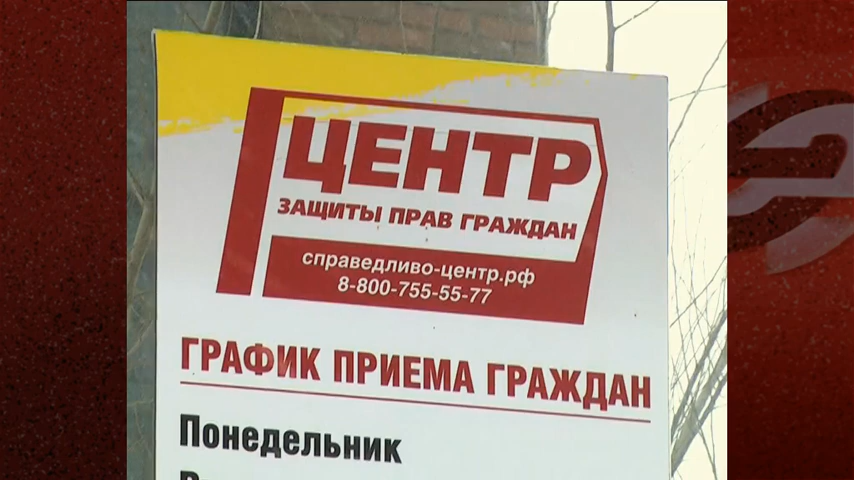 ЦЕНТР
ЗАЩИТЫ ПРАВ ГРАЖДАН
справедливо-центр.рф
8-800-755-55-77
ГРАФИК ПРИЕМА ГРАЖДАН
Понедельник